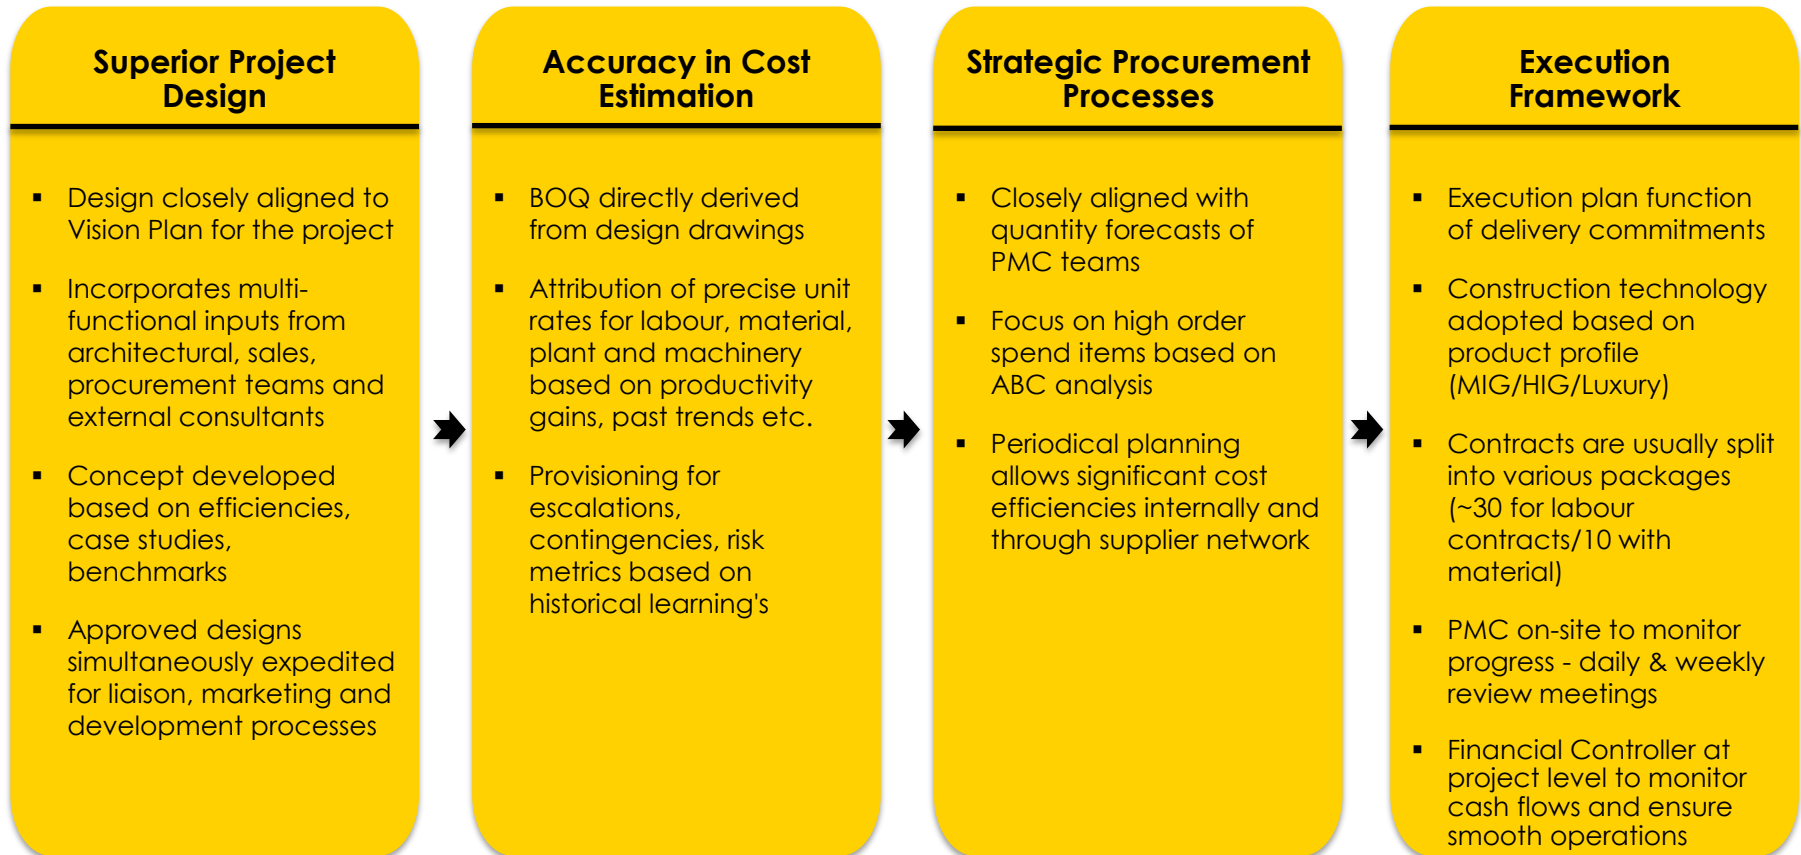 Superior Project
Design
▪ Design closely aligned to
Vision Plan for the project
▪ Incorporates multi-
functional inputs from
architectural, sales,
procurement teams and
external consultants
▪ Concept developed
based on efficiencies,
case studies,
benchmarks
▪ Approved designs
simultaneously expedited
for liaison, marketing and
development processes
Accuracy in Cost
Estimation
▪ BOQ directly derived
from design drawings
▪ Attribution of precise unit
rates for labour, material,
plant and machinery
based on productivity
gains, past trends etc.
▪ Provisioning for
escalations,
contingencies, risk
metrics based on
historical learning's
Strategic Procurement
Processes
▪ Closely aligned with
quantity forecasts of
PMC teams
▪ Focus on high order
spend items based on
ABC analysis
▪ Periodical planning
allows significant cost
efficiencies internally and
through supplier network
Execution
Framework
▪ Execution plan function
of delivery commitments
▪ Construction technology
adopted based on
product profile
(MIG/HIG/Luxury)
▪ Contracts are usually split
into various packages
(~30 for labour
contracts/10 with
material)
▪ PMC on-site to monitor
progress - daily & weekly
review meetings
▪ Financial Controller at
project level to monitor
cash flows and ensure
smooth operations